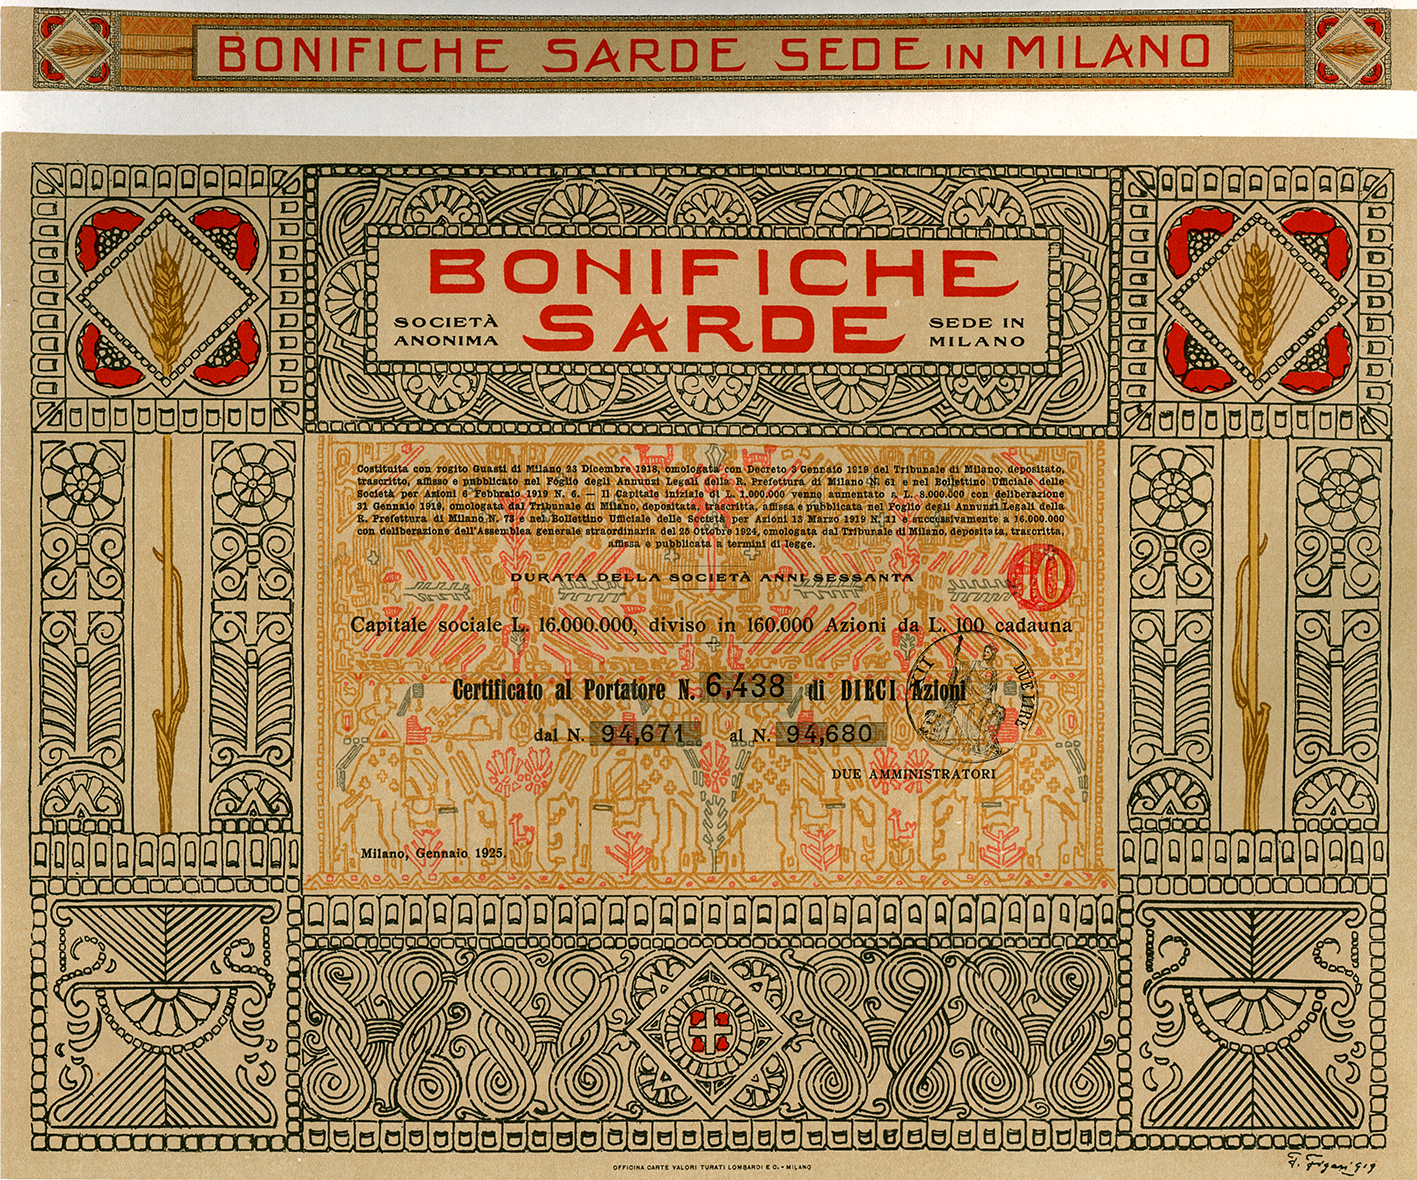 BONIFICHE SARDE SEDE IN MILANO
BONIFICHE
SARDE
SOCIETÀ
ANONIMA
SEDE IN
MILANO
Costituita con rogito Guasti di Milano 23 Dicembre 1918, omologata con Decreto 3 Gennaio 1919 del Tribunale di Milano, depositato,
trascritto, affisso e pubblicato nel Foglio degli Annunzi Legali della R. Prefettura di Milano N. 61 e nel Bollettino Ufficiale delle
Società per Azioni 6 Febbraio 1919 N. 6. — Il Capitale iniziale di L. 1.000.000 venne aumentato a L. 8.000.000 con deliberazione
31 Gennaio 1919, omologata dal Tribunale di Milano, depositata, trascritta, affissa e pubblicata nel Foglio degli Annunzi Legali della
R. Prefettura di Milano N. 73 e nel Bollettino Ufficiale delle Società per Azioni 13 Marzo 1919 N. 11 e successivamente a 16.000.000
con deliberazione dell'Assemblea generale straordinaria del 25 Ottobre 1924, omologata dal Tribunale di Milano, depositata, trascritta,
affissa e pubblicata a termini di legge.
DURATA DELLA SOCIETÀ ANNI SESSANTA
10
Capitale sociale L. 16.000.000, diviso in 160.000 Azioni da L. 100 cadauna
Certificato al Portatore N. 6,438 di DIECI Azioni
dal N. 94,671 al N. 94,680
DUE LIRE
DUE AMMINISTRATORI
Milano, Gennaio 1925.
OFFICINA CARTE VALORI TURATI LOMBARDI E C. - MILANO
F. Figari 919